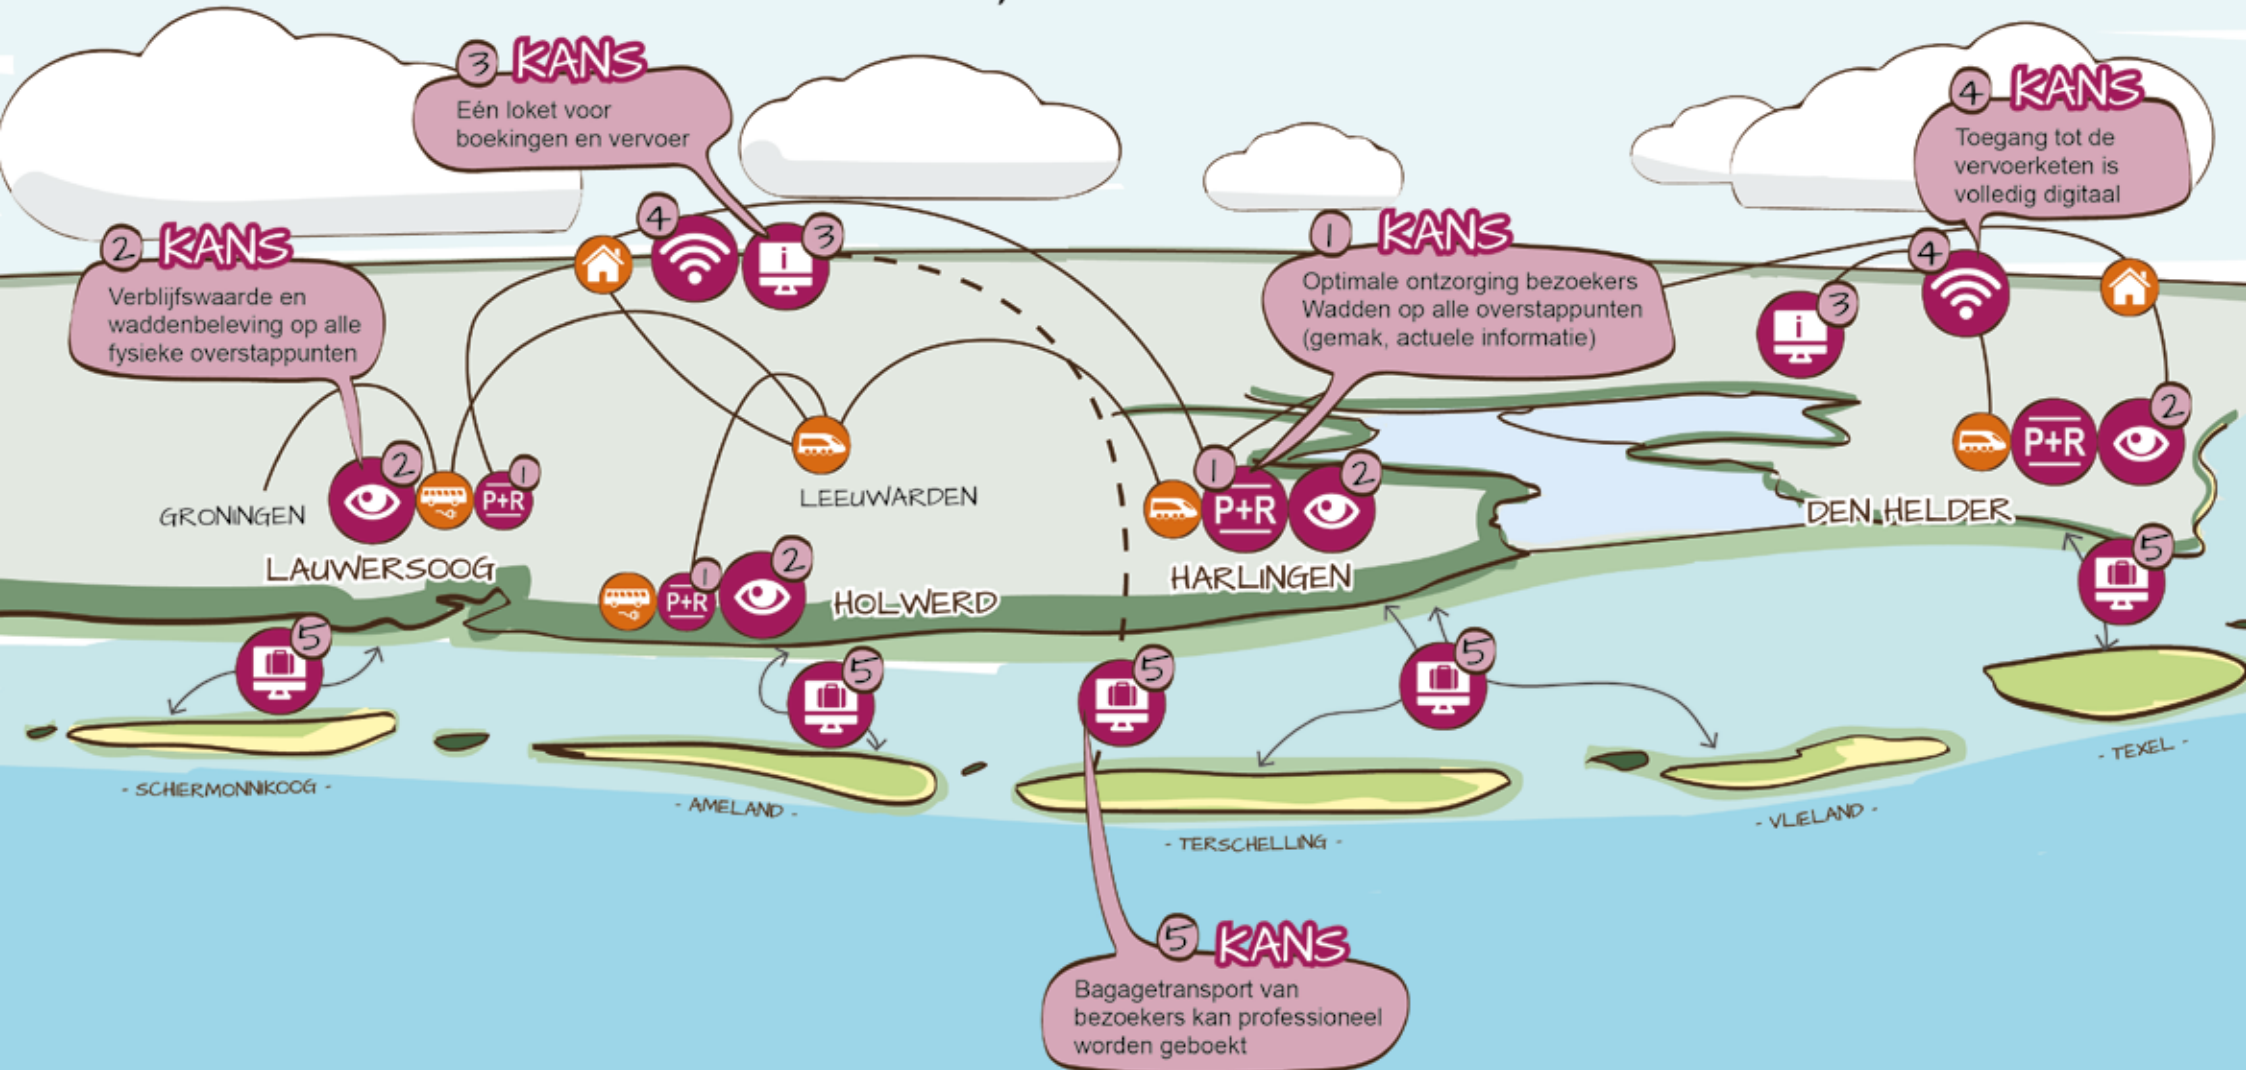 3 KANS
Eén loket voor
boekingen en vervoer
4 KANS
Toegang tot de
vervoerketen is
volledig digitaal
2 KANS
Verblijfswaarde en
waddenbeleving op alle
fysieke overstappunten
4
3
1 KANS
Optimale ontzorging bezoekers
Wadden op alle overstappunten
(gemak, actuele informatie)
4
3
i
i
2
1
P+R
GRONINGEN
LAUWERSOOG
LEEUWARDEN
1
P+R
2
HARLINGEN
P+R
2
DEN HELDER
1
P+R
2
HOLWERD
5
5
5
5
5
- SCHIERMONNIKOOG -
- AMELAND -
- TERSCHELLING -
- VLIELAND -
- TEXEL -
5 KANS
Bagagetransport van
bezoekers kan professioneel
worden geboekt